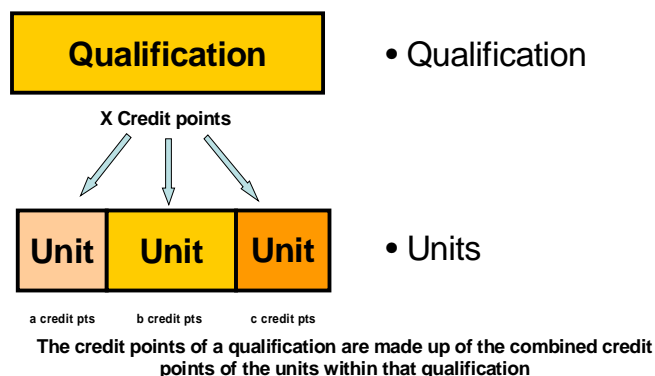 Qualification
• Qualification
X Credit points
Unit Unit Unit
• Units
a credit pts b credit pts c credit pts
The credit points of a qualification are made up of the combined credit
points of the units within that qualification